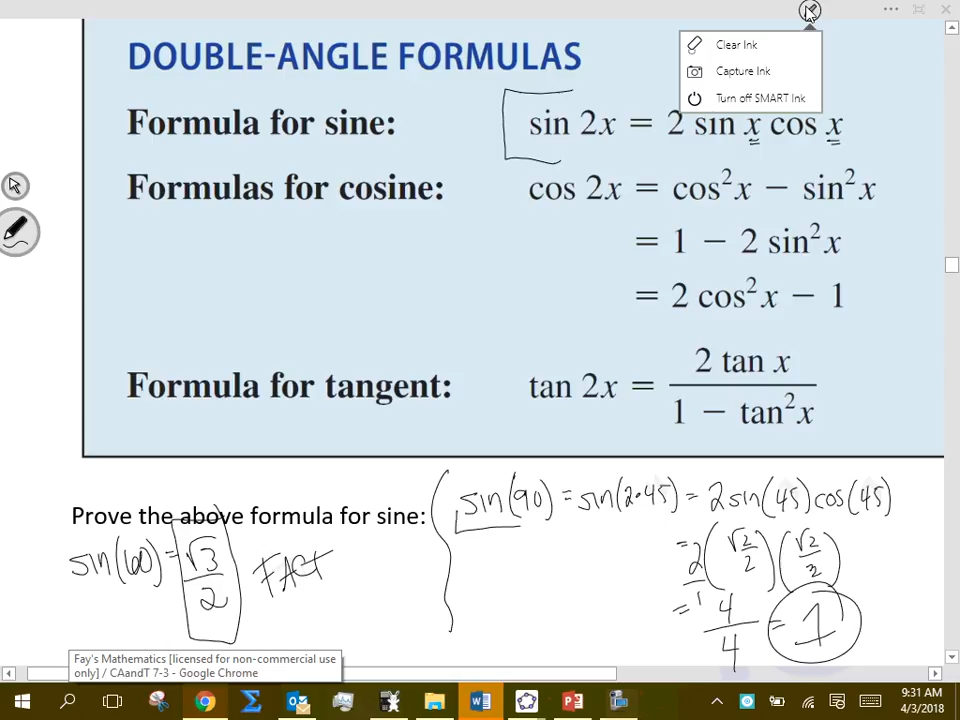 Clear Ink
Capture Ink
Turn off SMART Ink
DOUBLE-ANGLE FORMULAS
Formula for sine: sin 2x = 2 sin x cos x
Formulas for cosine: cos 2x = cos²x − sin²x
= 1 − 2 sin²x
= 2 cos²x − 1
Formula for tangent: tan 2x = 2 tan x / 1 − tan²x
Prove the above formula for sine:
sin(60) = √3/2 FACT
sin(90) = sin(2·45) = 2sin(45)cos(45)
= 2/1 (√2/2)(√2/2)
= 4/4 = 1
Fay's Mathematics [licensed for non-commercial use
only] / CAandT 7-3 - Google Chrome
9:31 AM
4/3/2018